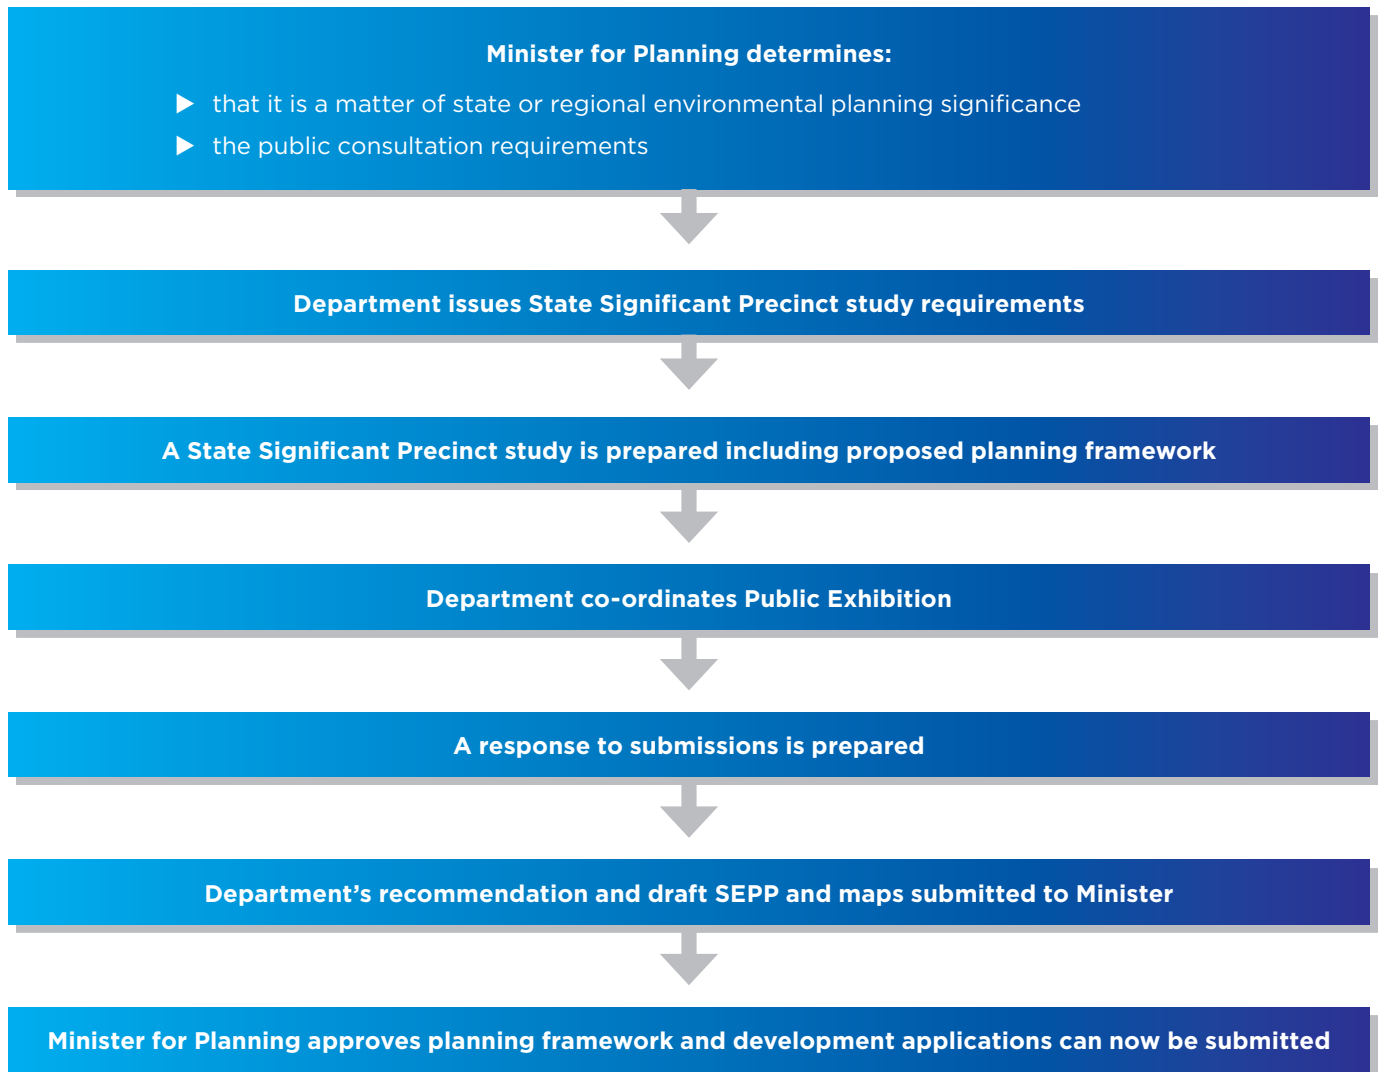 Minister for Planning determines:
▶ that it is a matter of state or regional environmental planning significance
▶ the public consultation requirements
Department issues State Significant Precinct study requirements
A State Significant Precinct study is prepared including proposed planning framework
Department co-ordinates Public Exhibition
A response to submissions is prepared
Department’s recommendation and draft SEPP and maps submitted to Minister
Minister for Planning approves planning framework and development applications can now be submitted